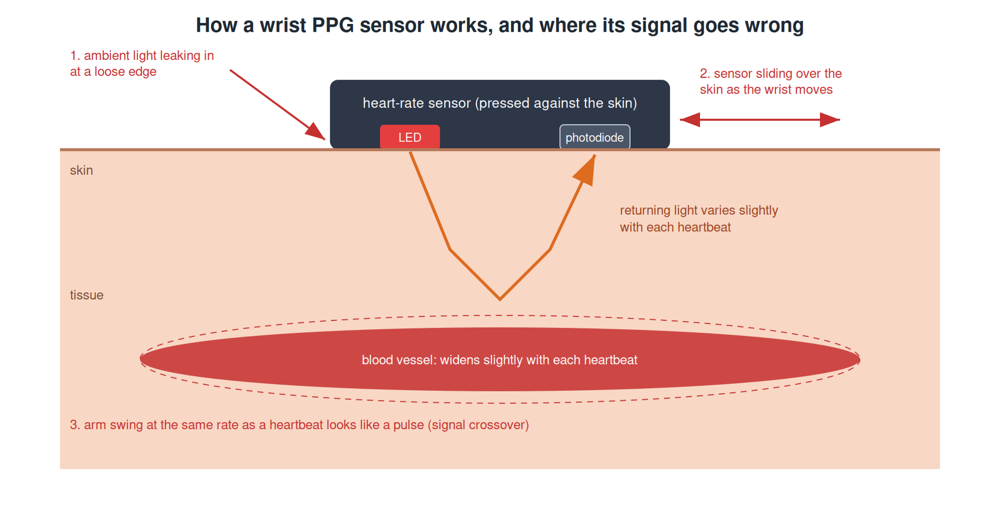 How a wrist PPG sensor works, and where its signal goes wrong
1. ambient light leaking in
at a loose edge
2. sensor sliding over the
skin as the wrist moves
heart-rate sensor (pressed against the skin)
LED
photodiode
skin
returning light varies slightly
with each heartbeat
tissue
blood vessel: widens slightly with each heartbeat
3. arm swing at the same rate as a heartbeat looks like a pulse (signal crossover)